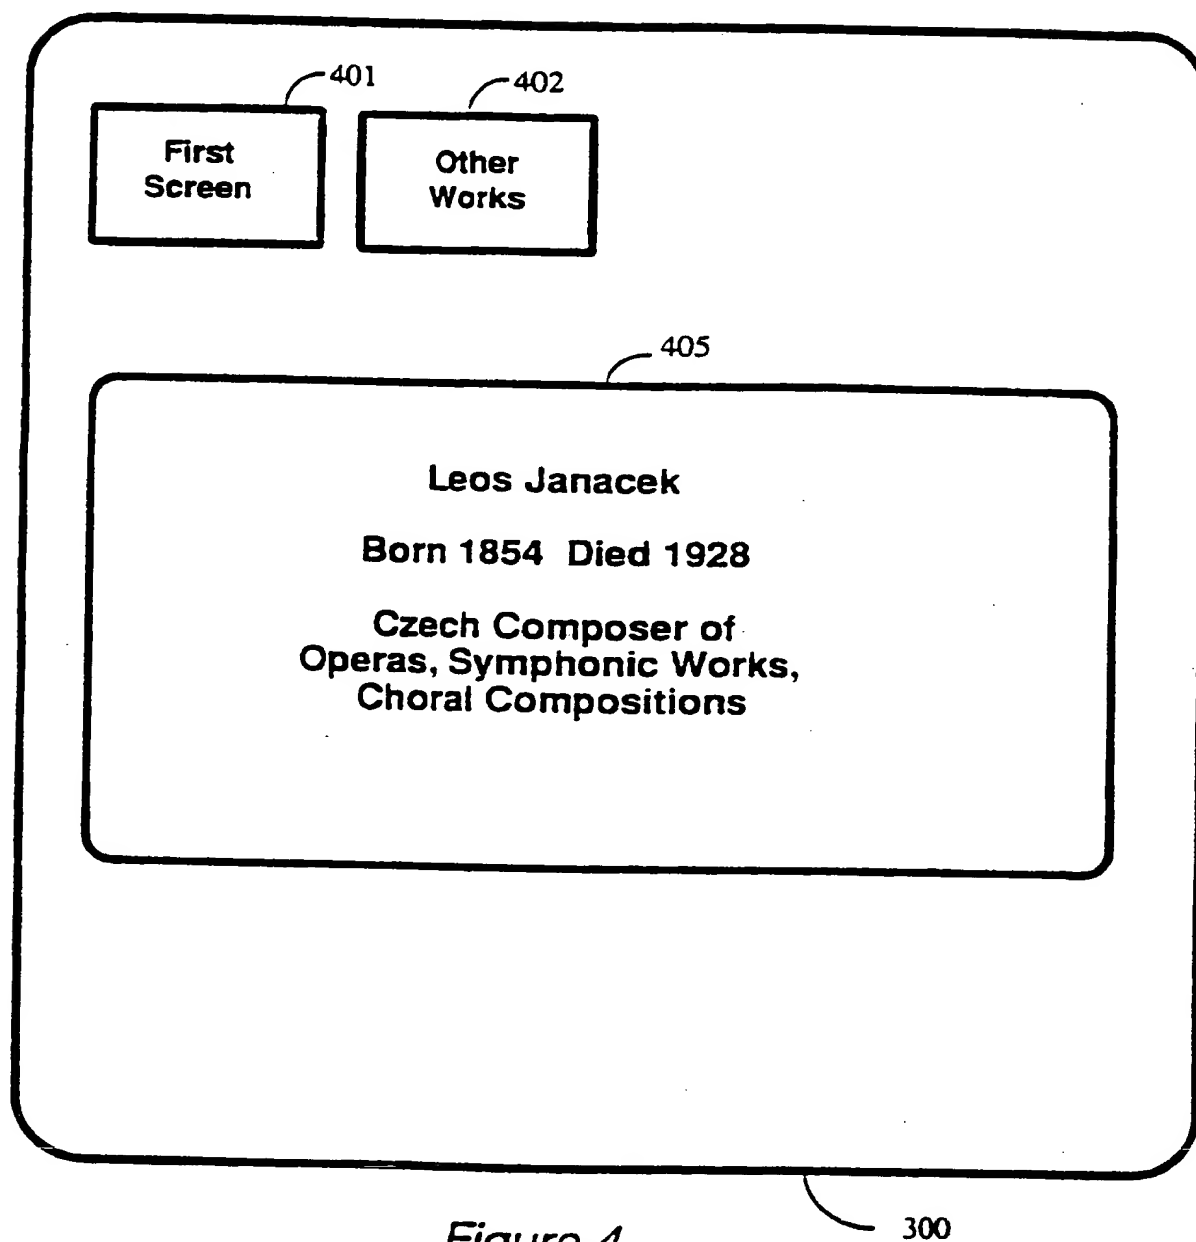 401
402
First
Screen
Other
Works
405
Leos Janacek
Born 1854 Died 1928
Czech Composer of
Operas, Symphonic Works,
Choral Compositions
300
Figure 4